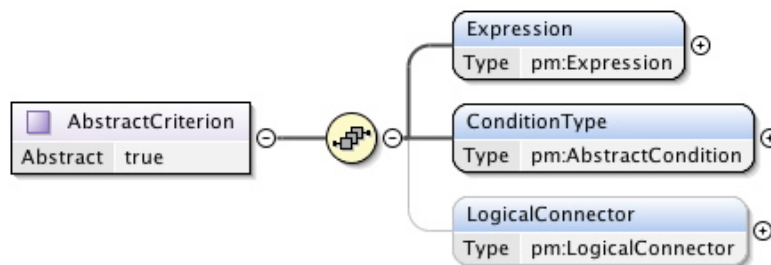 Expression
Type pm:Expression
AbstractCriterion
Abstract true
ConditionType
Type pm:AbstractCondition
LogicalConnector
Type pm:LogicalConnector